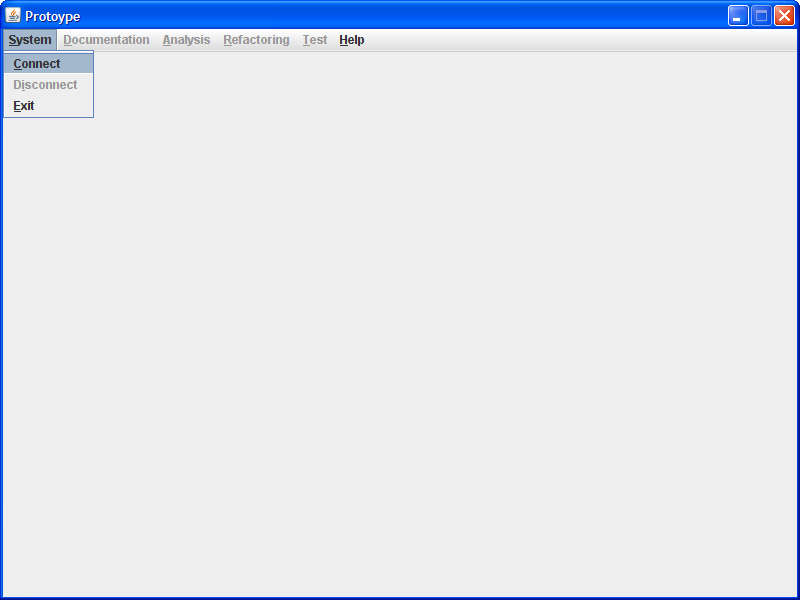 Protoype
System Documentation Analysis Refactoring Test Help
Connect
Disconnect
Exit